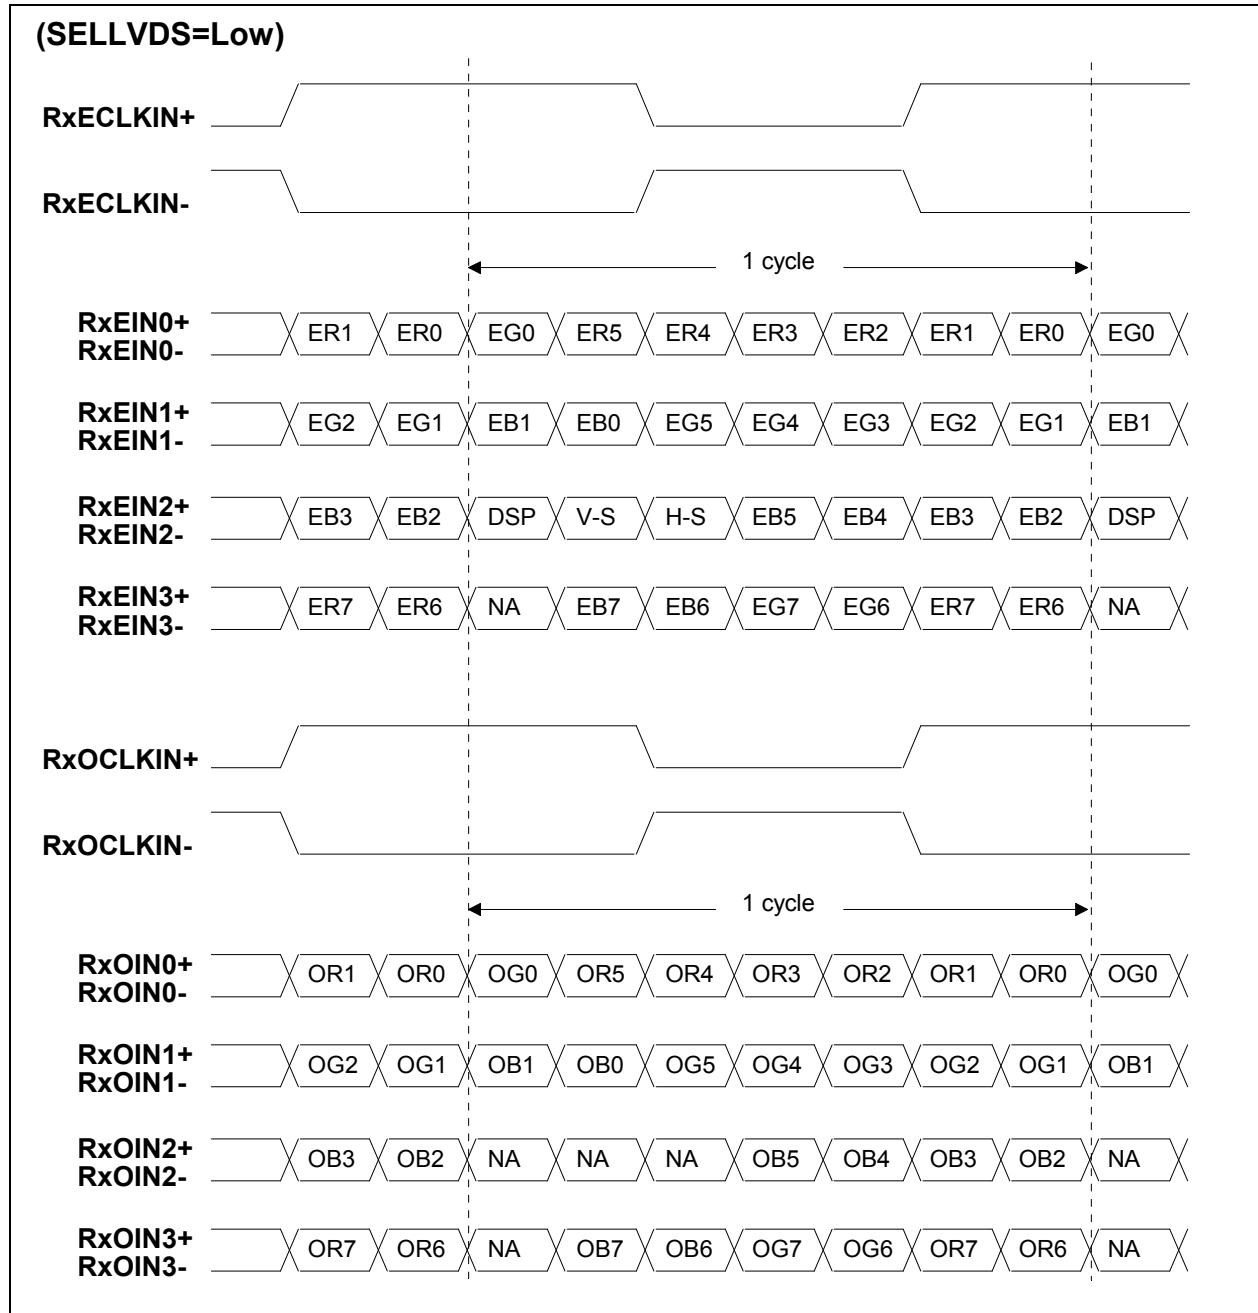 (SELLVDS=Low)
RxECLKIN+
RxECLKIN-
1 cycle
RxEIN0+
RxEIN0-
ER1 ER0 EG0 ER5 ER4 ER3 ER2 ER1 ER0 EG0
RxEIN1+
RxEIN1-
EG2 EG1 EB1 EB0 EG5 EG4 EG3 EG2 EG1 EB1
RxEIN2+
RxEIN2-
EB3 EB2 DSP V-S H-S EB5 EB4 EB3 EB2 DSP
RxEIN3+
RxEIN3-
ER7 ER6 NA EB7 EB6 EG7 EG6 ER7 ER6 NA
RxOCLKIN+
RxOCLKIN-
1 cycle
RxOIN0+
RxOIN0-
OR1 OR0 OG0 OR5 OR4 OR3 OR2 OR1 OR0 OG0
RxOIN1+
RxOIN1-
OG2 OG1 OB1 OB0 OG5 OG4 OG3 OG2 OG1 OB1
RxOIN2+
RxOIN2-
OB3 OB2 NA NA NA OB5 OB4 OB3 OB2 NA
RxOIN3+
RxOIN3-
OR7 OR6 NA OB7 OB6 OG7 OG6 OR7 OR6 NA